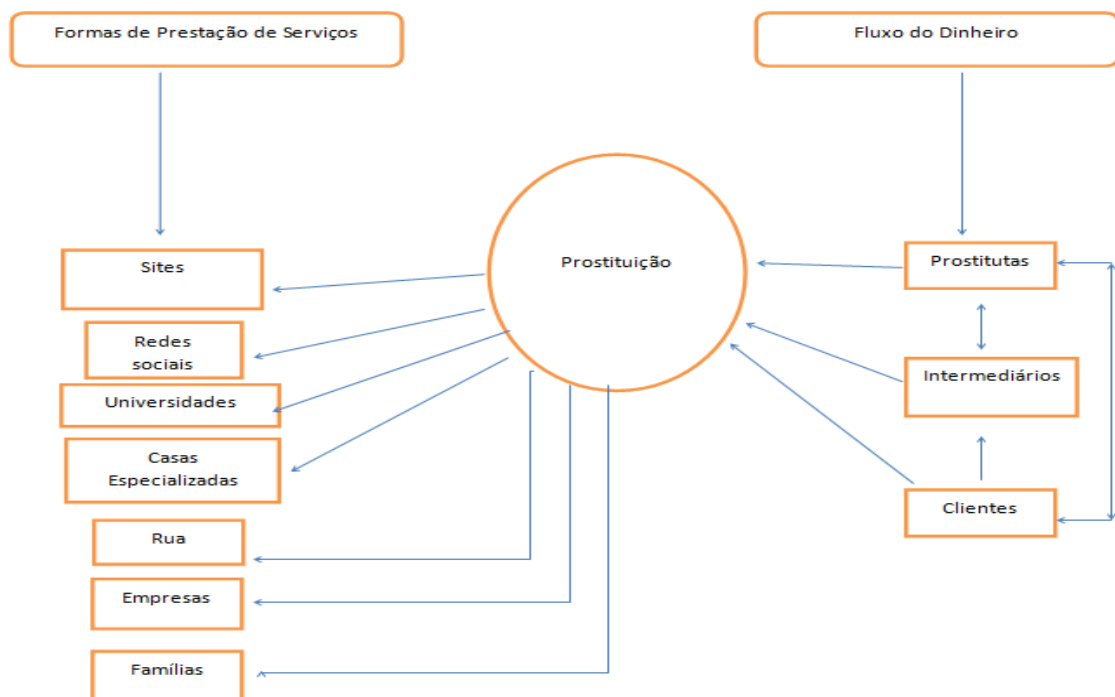 Formas de Prestação de Serviços
Fluxo do Dinheiro
Prostituição
Sites
Redes
sociais
Universidades
Casas
Especializadas
Rua
Empresas
Famílias
Prostitutas
Intermediários
Clientes